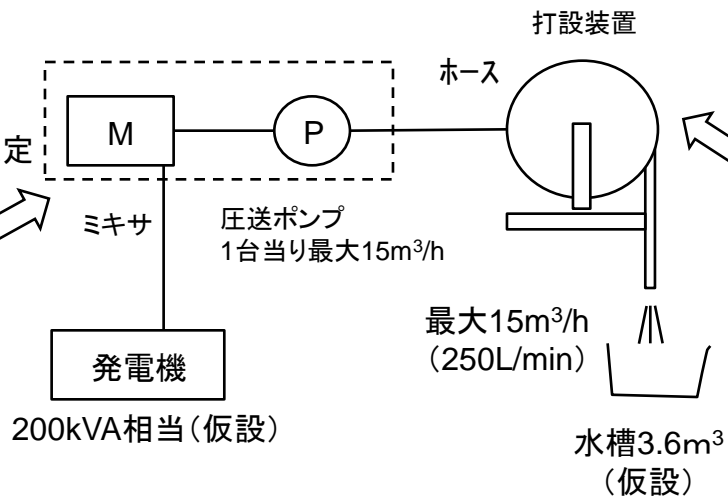 打設装置
ホース
定
M
P
ミキサ
圧送ポンプ
1台当り最大15m³/h
最大15m³/h
（250L/min）
発電機
200kVA相当（仮設）
水槽3.6m³
（仮設）